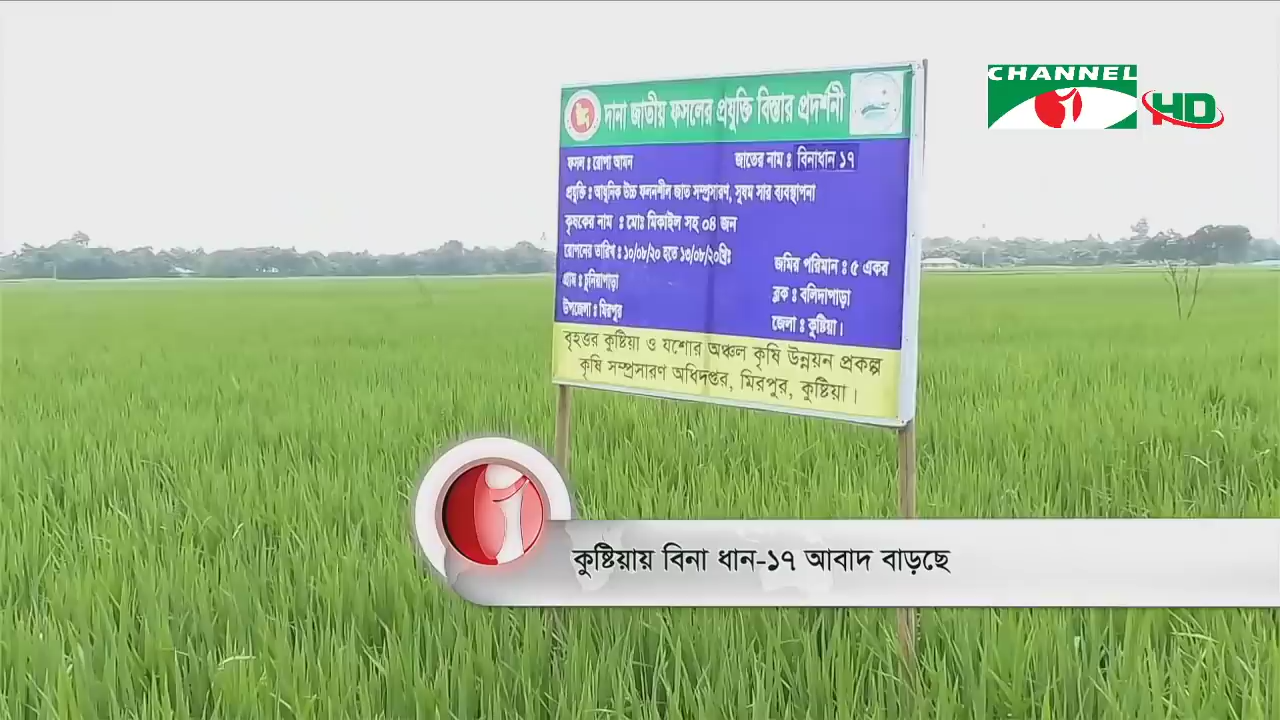 CHANNEL
HD
দানা জাতীয় ফসলের প্রযুক্তি বিস্তার প্রদর্শনী
ফসল : রোপা আমন জাতের নাম : বিনাধান ১৭
প্রযুক্তি : আধুনিক উচ্চ ফলনশীল জাত সম্প্রসারণ, সুষম সার ব্যবস্থাপনা
কৃষকের নাম : মোঃ মিকাইল সহ ০৪ জন
রোপনের তারিখ : ১০/০৮/২০ হতে ১৩/০৮/২০খ্রিঃ জমির পরিমান : ৫ একর
গ্রাম : চুনিয়াপাড়া ব্লক : বলিদাপাড়া
উপজেলা : মিরপুর জেলা : কুষ্টিয়া।
বৃহত্তর কুষ্টিয়া ও যশোর অঞ্চল কৃষি উন্নয়ন প্রকল্প
কৃষি সম্প্রসারণ অধিদপ্তর, মিরপুর, কুষ্টিয়া।
কুষ্টিয়ায় বিনা ধান-১৭ আবাদ বাড়ছে